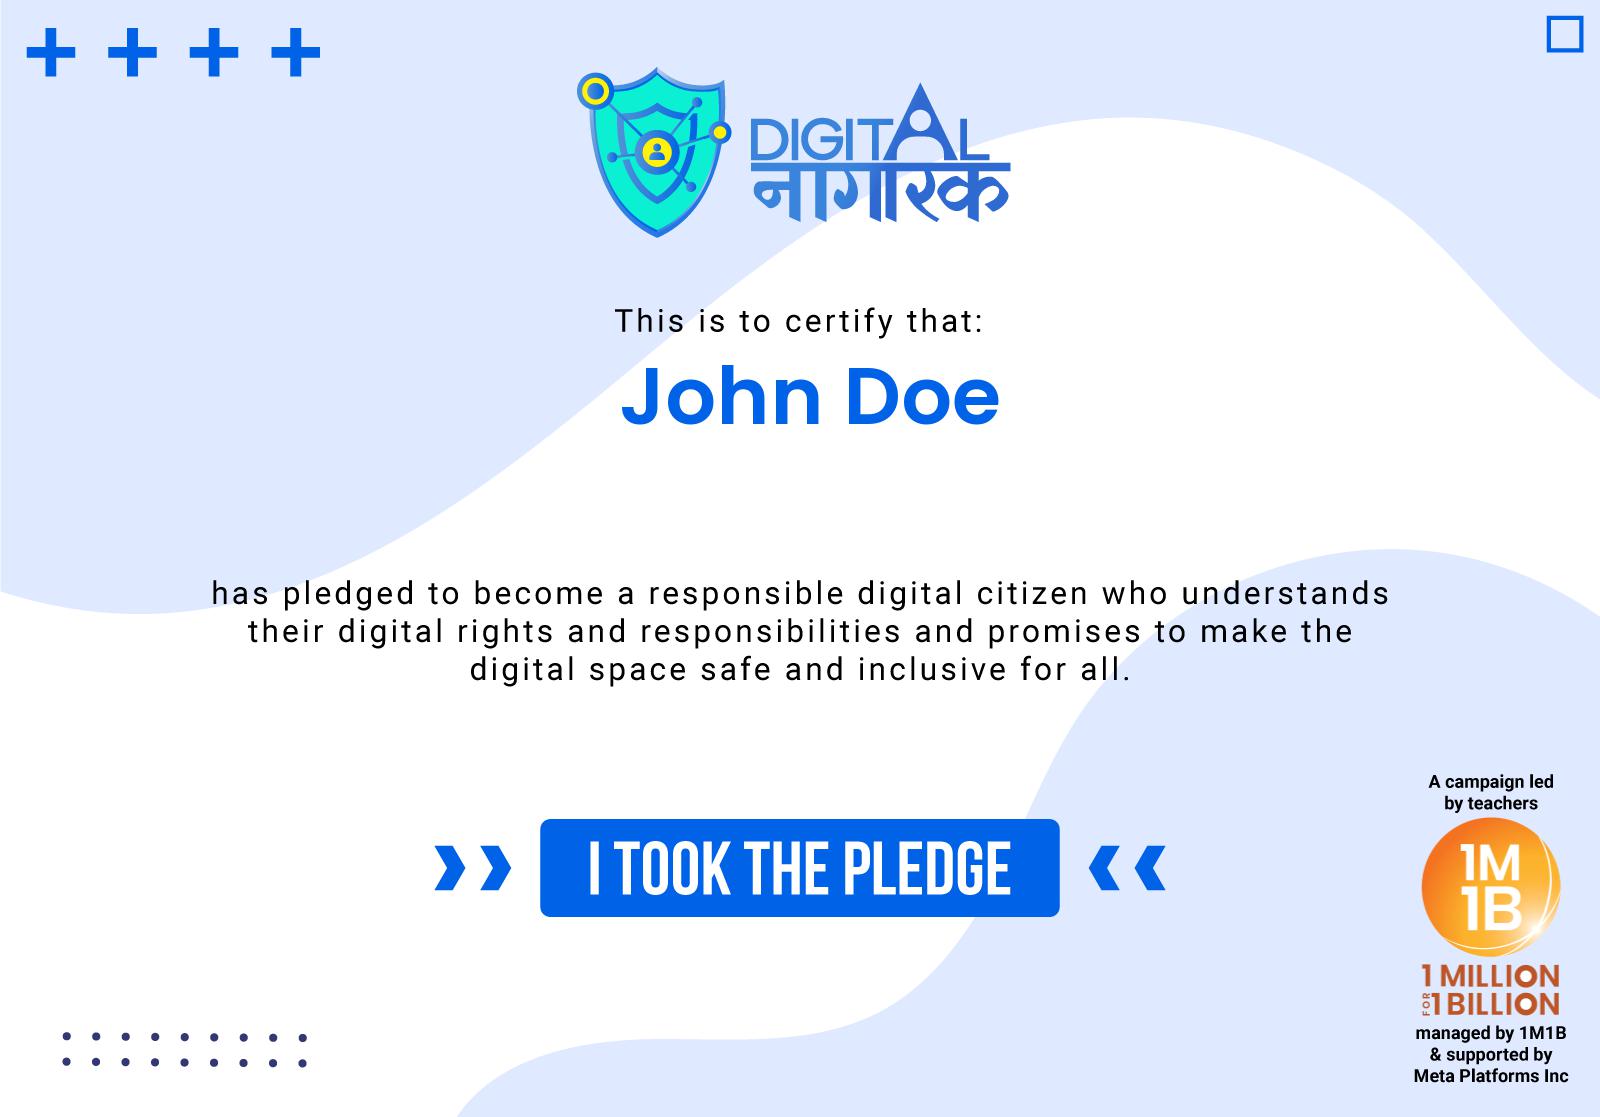 DIGITAL
नागरिक
This is to certify that:
John Doe
has pledged to become a responsible digital citizen who understands
their digital rights and responsibilities and promises to make the
digital space safe and inclusive for all.
I TOOK THE PLEDGE
A campaign led
by teachers
1M
1B
1 MILLION
FOR 1 BILLION
managed by 1M1B
& supported by
Meta Platforms Inc